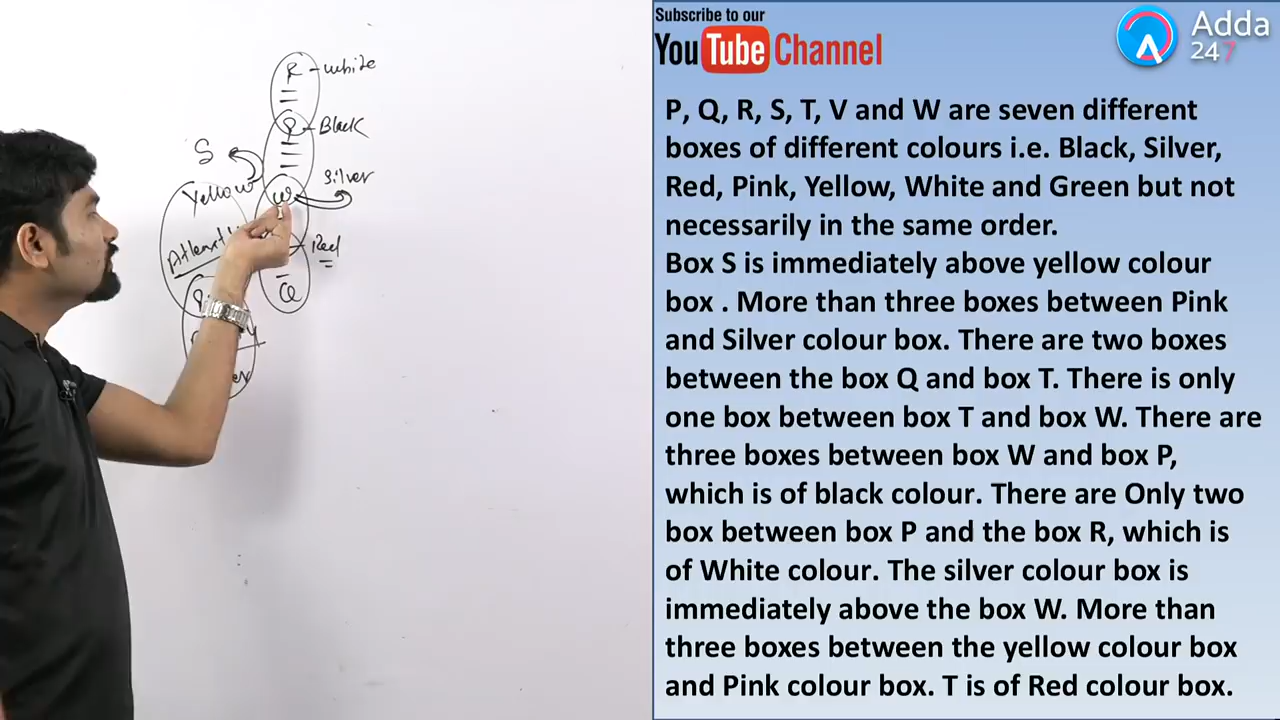 Subscribe to our
YouTube Channel
Adda
247
P, Q, R, S, T, V and W are seven different
boxes of different colours i.e. Black, Silver,
Red, Pink, Yellow, White and Green but not
necessarily in the same order.
Box S is immediately above yellow colour
box . More than three boxes between Pink
and Silver colour box. There are two boxes
between the box Q and box T. There is only
one box between box T and box W. There are
three boxes between box W and box P,
which is of black colour. There are Only two
box between box P and the box R, which is
of White colour. The silver colour box is
immediately above the box W. More than
three boxes between the yellow colour box
and Pink colour box. T is of Red colour box.
R - white
P - Black
S
Silver
Yellow
W
Red
Q